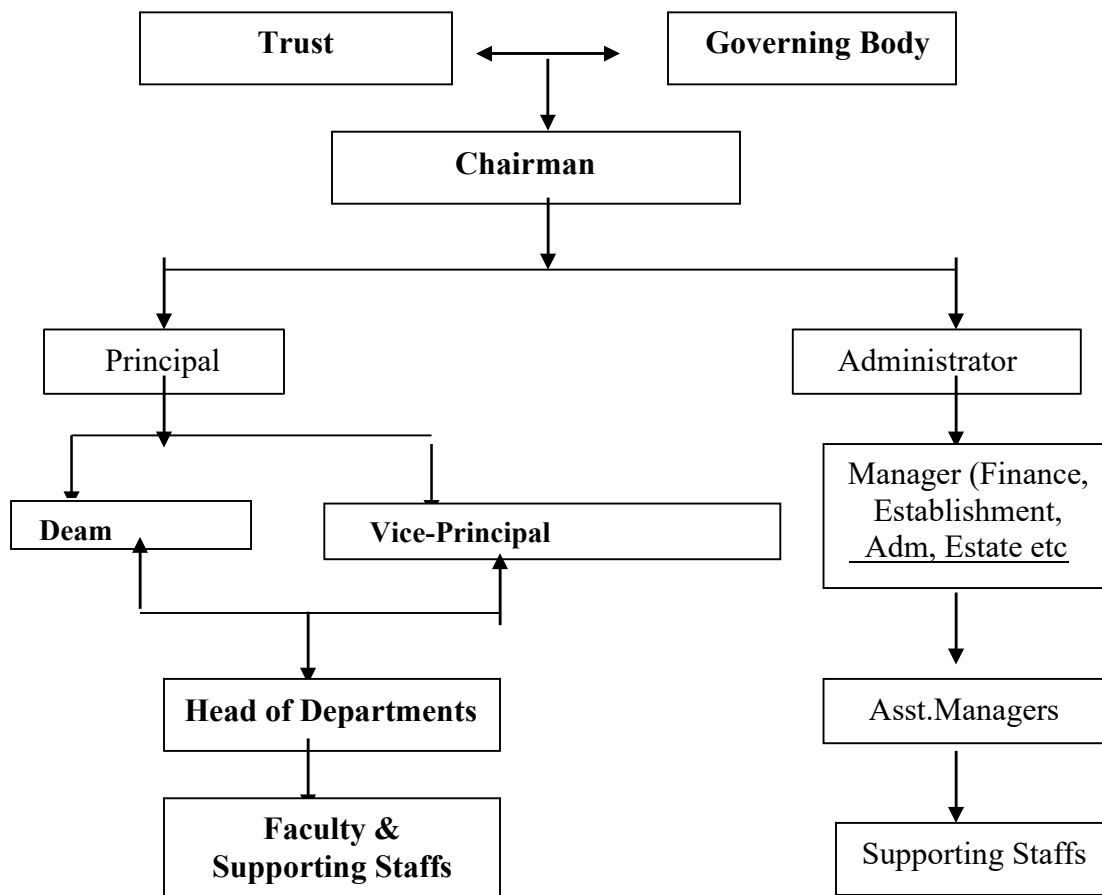 Trust
Governing Body
Chairman
Principal
Administrator
Deam
Vice-Principal
Manager (Finance,
Establishment,
Adm, Estate etc
Head of Departments
Asst.Managers
Faculty &
Supporting Staffs
Supporting Staffs